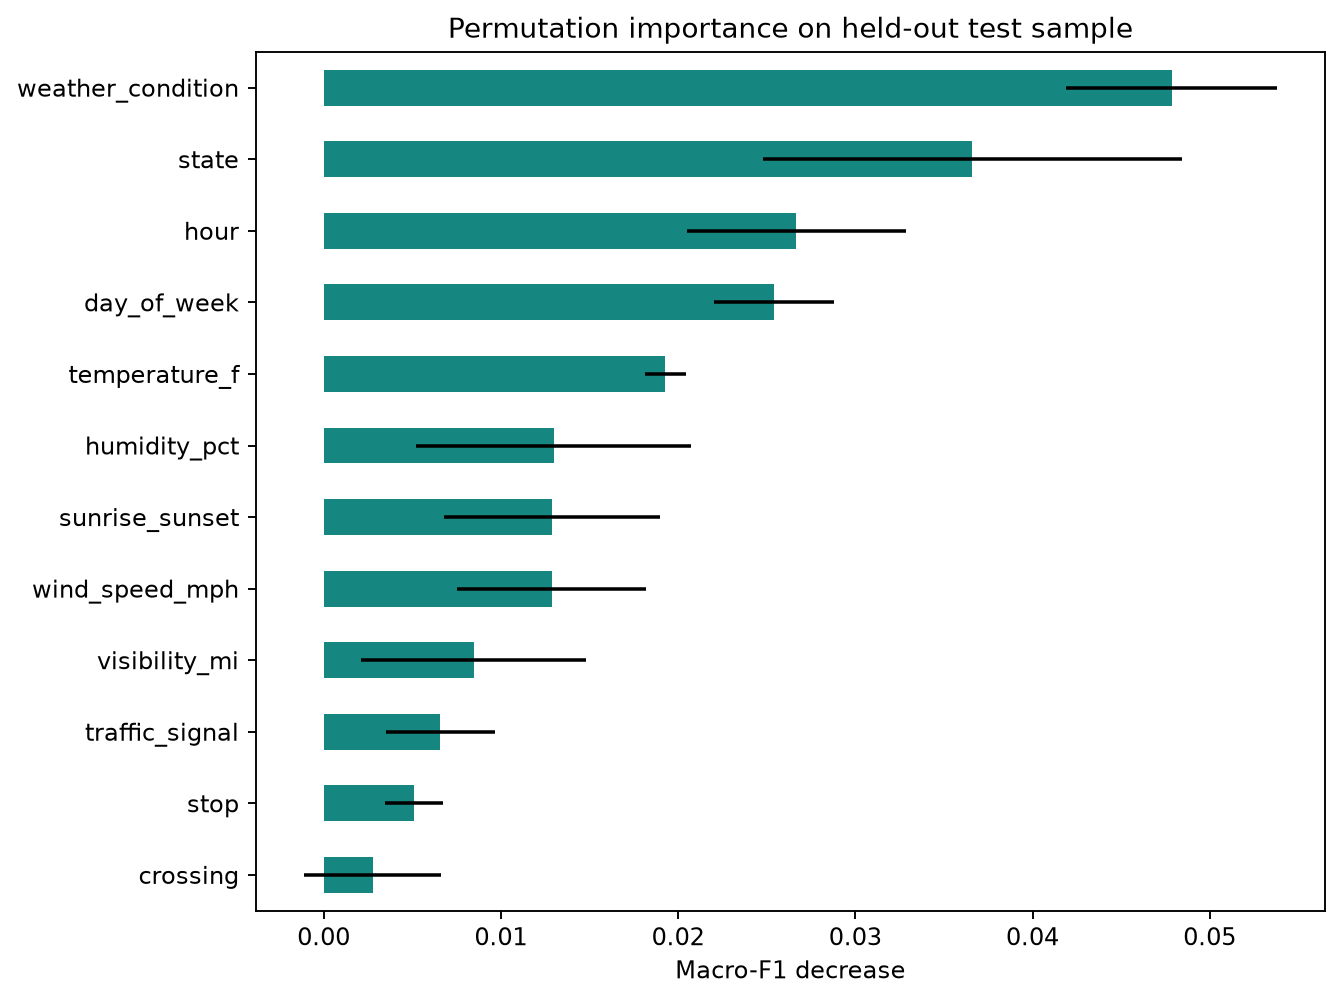 Permutation importance on held-out test sample
weather_condition
state
hour
day_of_week
temperature_f
humidity_pct
sunrise_sunset
wind_speed_mph
visibility_mi
traffic_signal
stop
crossing
0.00 0.01 0.02 0.03 0.04 0.05
Macro-F1 decrease